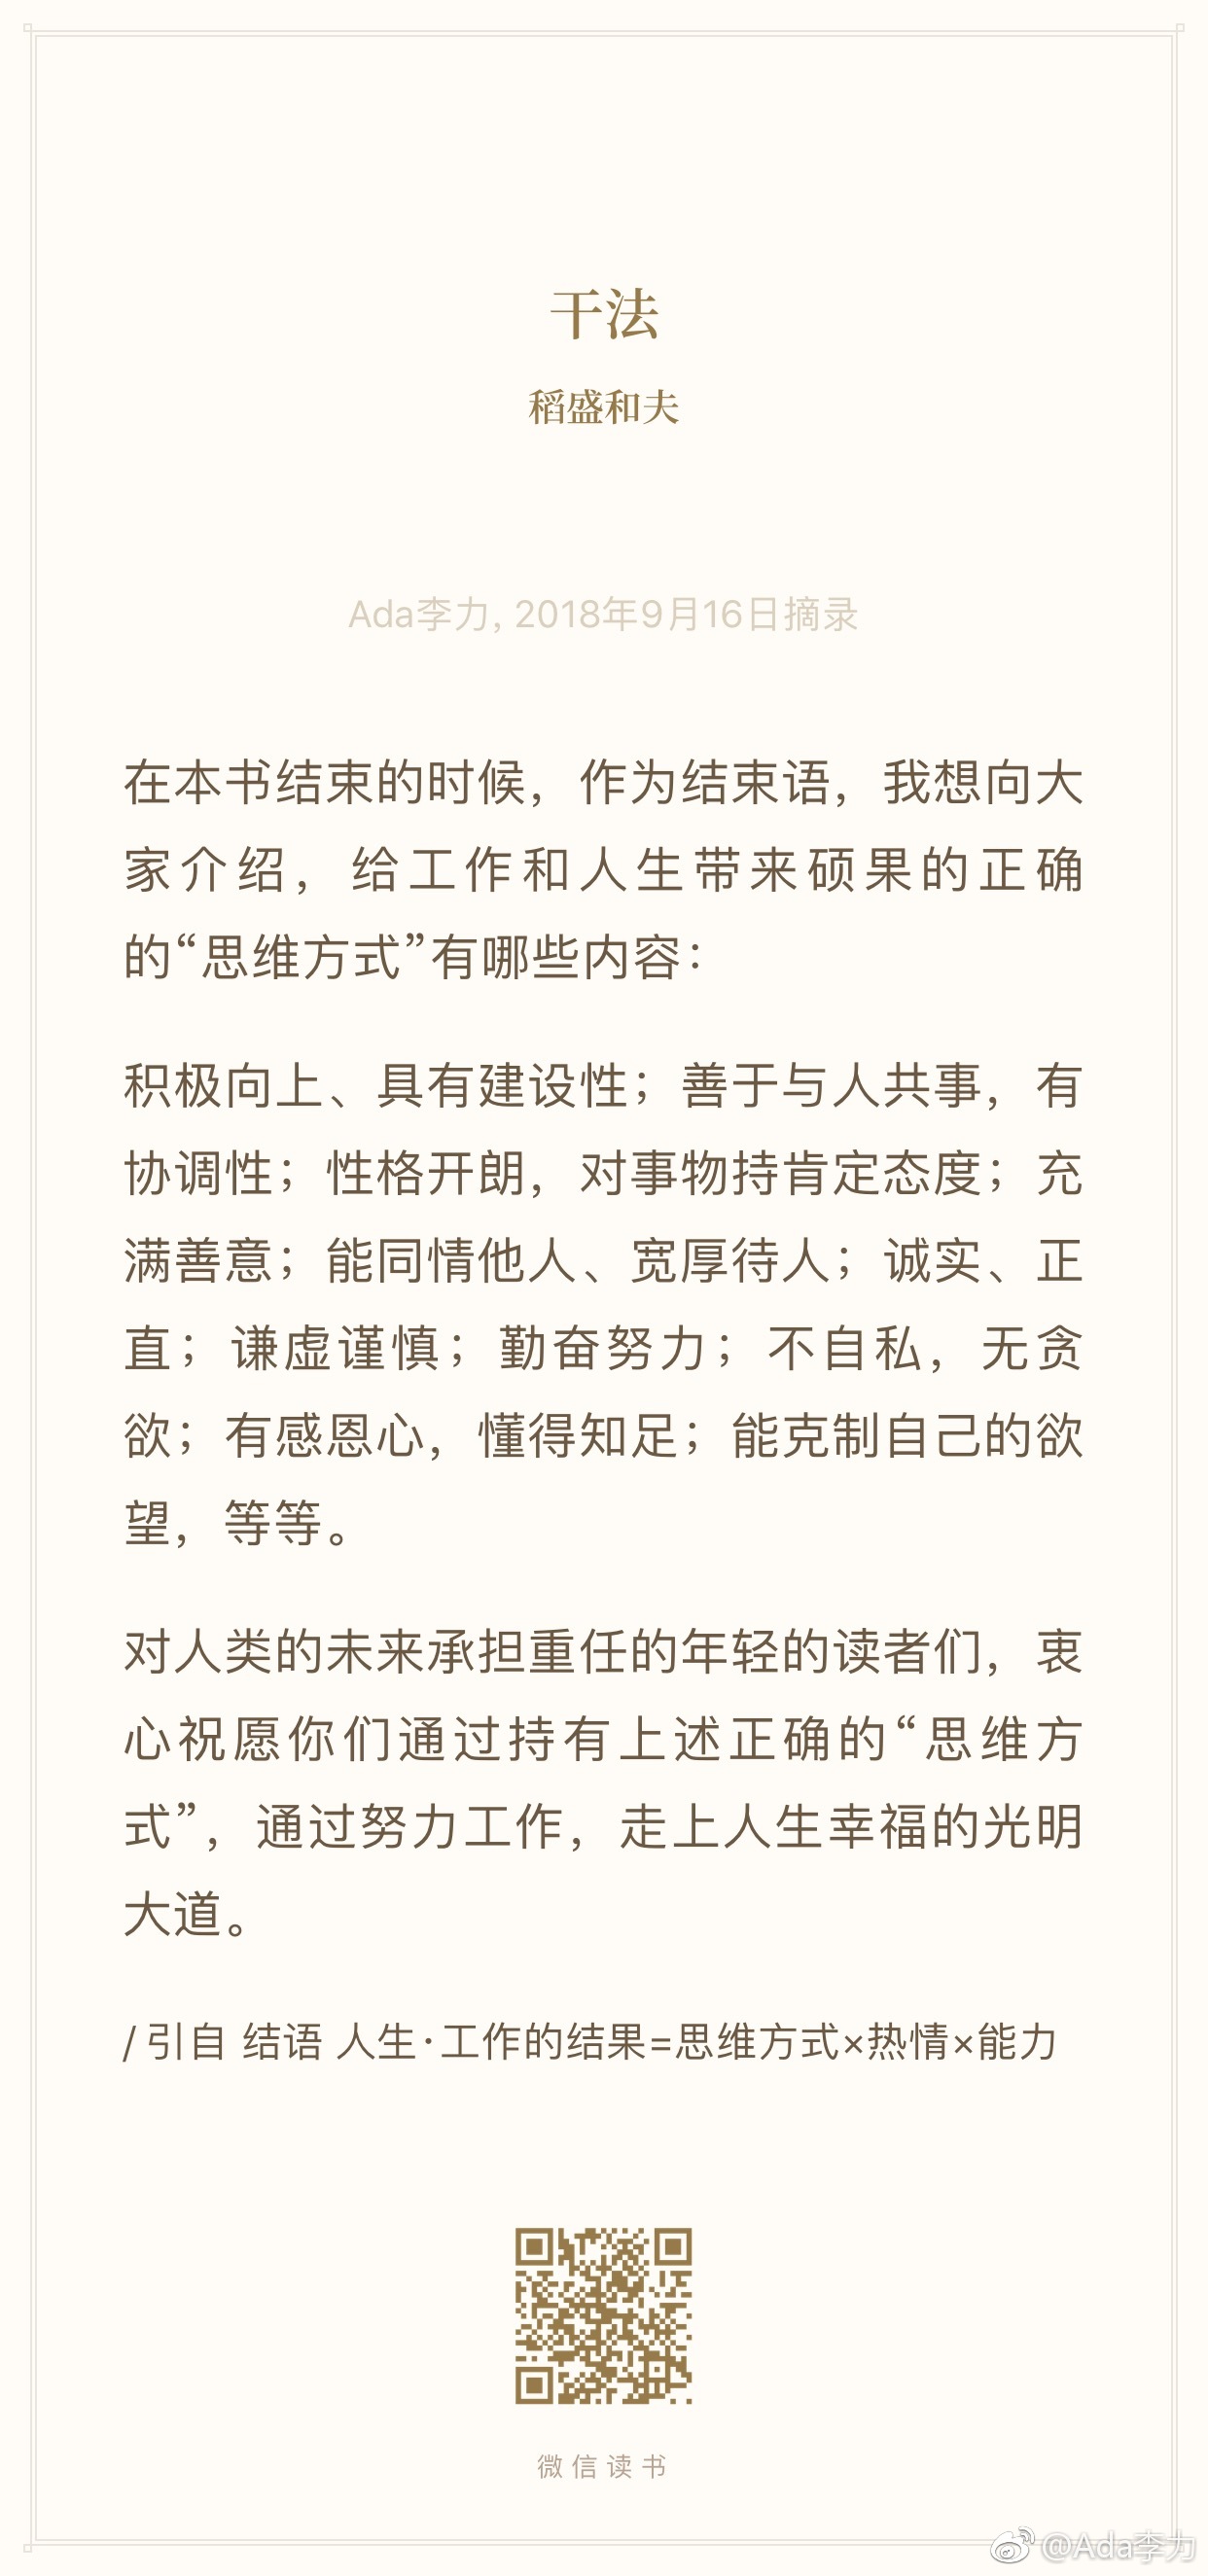 干法
稻盛和夫
Ada李力, 2018年9月16日摘录
在本书结束的时候，作为结束语，我想向大
家介绍，给工作和人生带来硕果的正确
的“思维方式”有哪些内容：
积极向上、具有建设性；善于与人共事，有
协调性；性格开朗，对事物持肯定态度；充
满善意；能同情他人、宽厚待人；诚实、正
直；谦虚谨慎；勤奋努力；不自私，无贪
欲；有感恩心，懂得知足；能克制自己的欲
望，等等。
对人类的未来承担重任的年轻的读者们，衷
心祝愿你们通过持有上述正确的“思维方
式”，通过努力工作，走上人生幸福的光明
大道。
/ 引自 结语 人生·工作的结果=思维方式×热情×能力
微信读书
@Ada李力